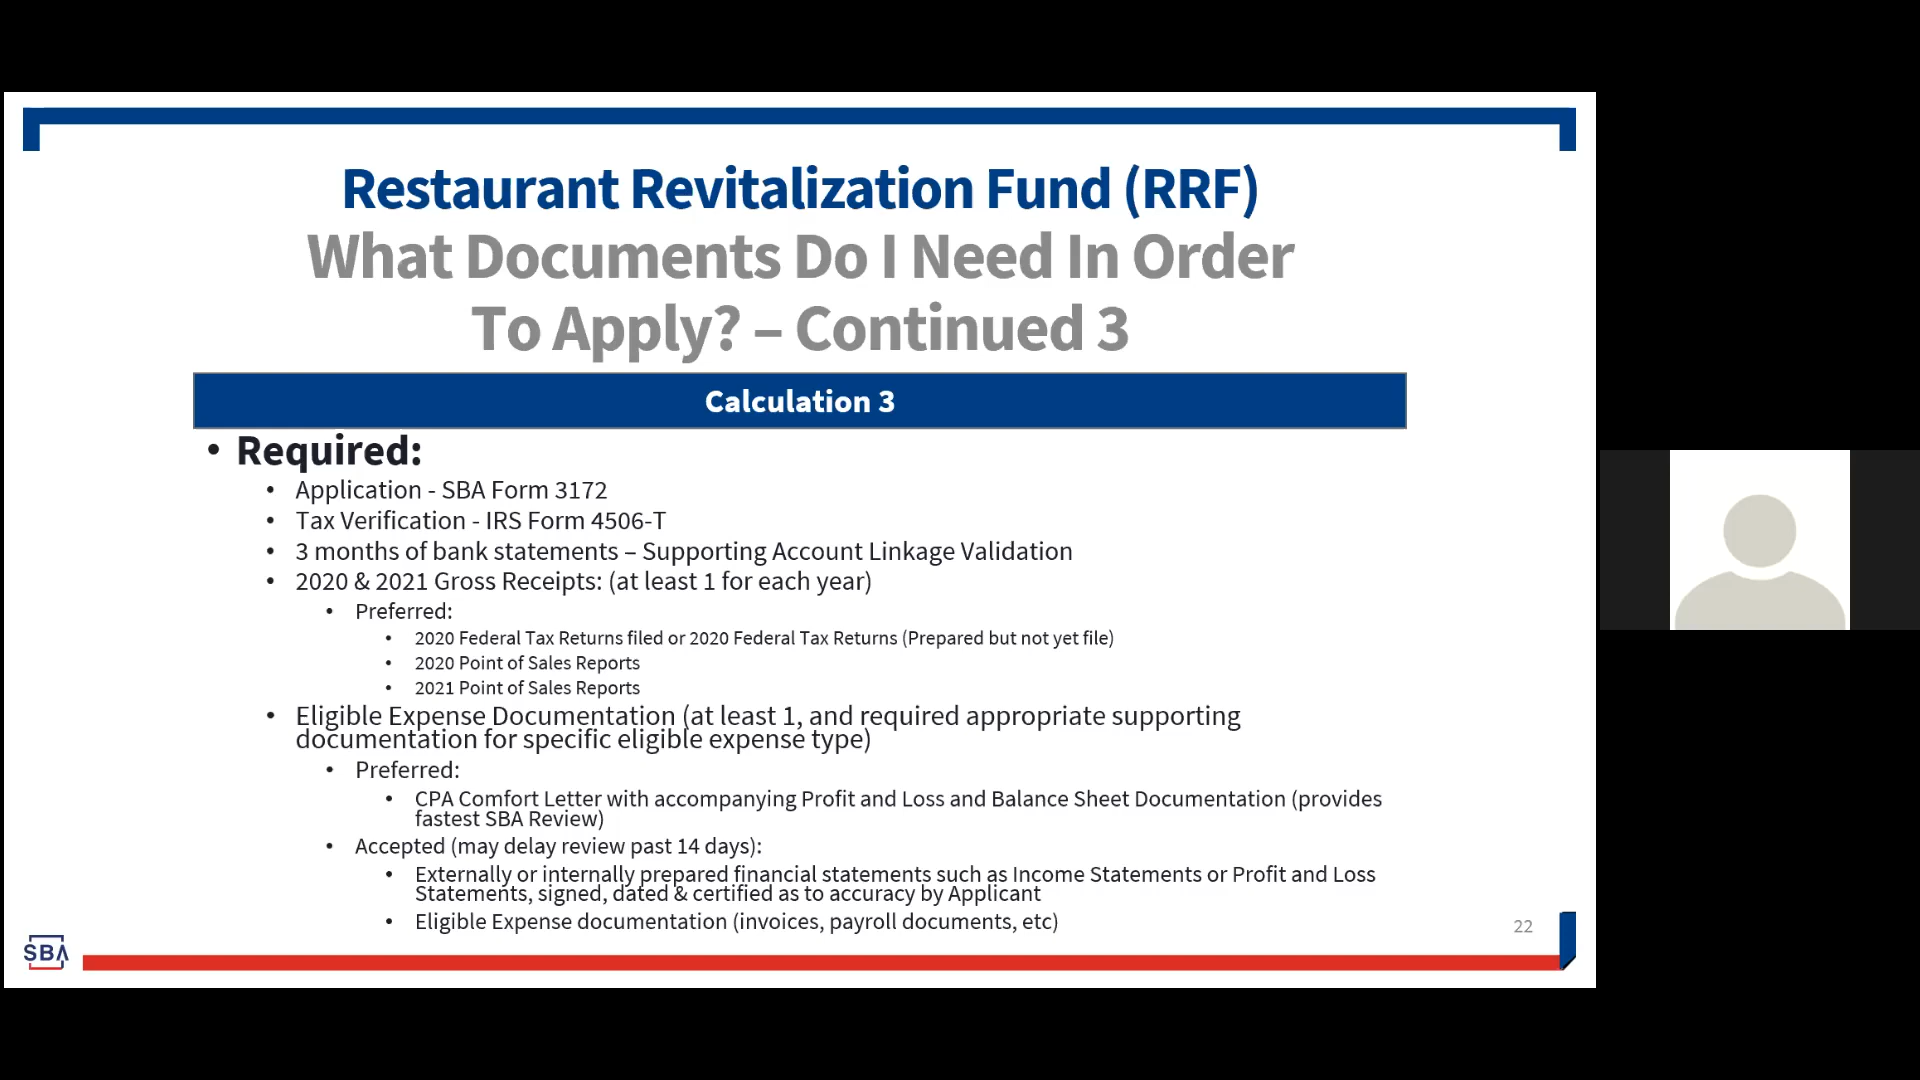 Restaurant Revitalization Fund (RRF)
What Documents Do I Need In Order
To Apply? – Continued 3
Calculation 3
• Required:
• Application - SBA Form 3172
• Tax Verification - IRS Form 4506-T
• 3 months of bank statements – Supporting Account Linkage Validation
• 2020 & 2021 Gross Receipts: (at least 1 for each year)
• Preferred:
• 2020 Federal Tax Returns filed or 2020 Federal Tax Returns (Prepared but not yet file)
• 2020 Point of Sales Reports
• 2021 Point of Sales Reports
• Eligible Expense Documentation (at least 1, and required appropriate supporting
documentation for specific eligible expense type)
• Preferred:
• CPA Comfort Letter with accompanying Profit and Loss and Balance Sheet Documentation (provides
fastest SBA Review)
• Accepted (may delay review past 14 days):
• Externally or internally prepared financial statements such as Income Statements or Profit and Loss
Statements, signed, dated & certified as to accuracy by Applicant
• Eligible Expense documentation (invoices, payroll documents, etc)
22
SBA